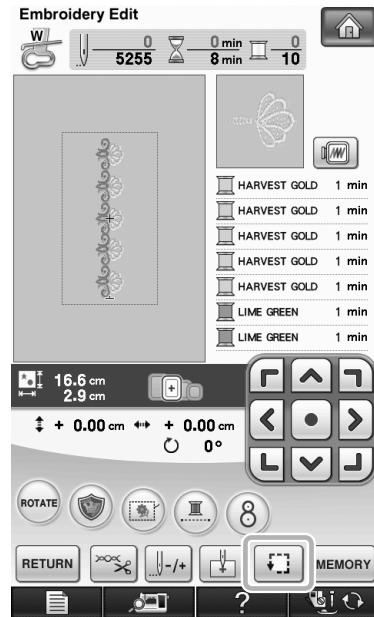 Embroidery Edit
W
0
5255
0 min
8 min
0
10
HARVEST GOLD 1 min
HARVEST GOLD 1 min
HARVEST GOLD 1 min
HARVEST GOLD 1 min
HARVEST GOLD 1 min
LIME GREEN 1 min
LIME GREEN 1 min
16.6 cm
2.9 cm
+ 0.00 cm + 0.00 cm
0°
ROTATE
8
RETURN -/+ MEMORY
? i